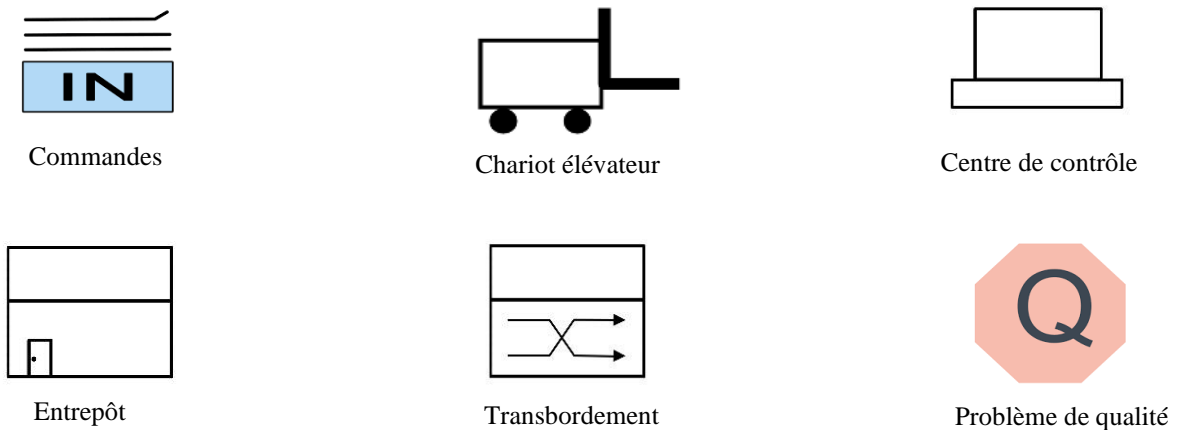 IN
Commandes
Chariot élévateur
Centre de contrôle
Entrepôt
Transbordement
Q
Problème de qualité